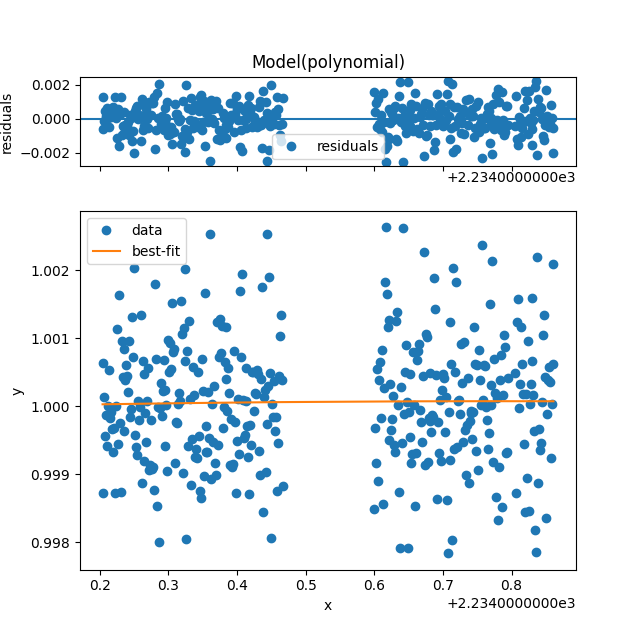 Model(polynomial)
0.002
0.000
−0.002
residuals
residuals
+2.2340000000e3
data
best-fit
1.002
1.001
1.000
0.999
0.998
y
0.2 0.3 0.4 0.5 0.6 0.7 0.8
x
+2.2340000000e3